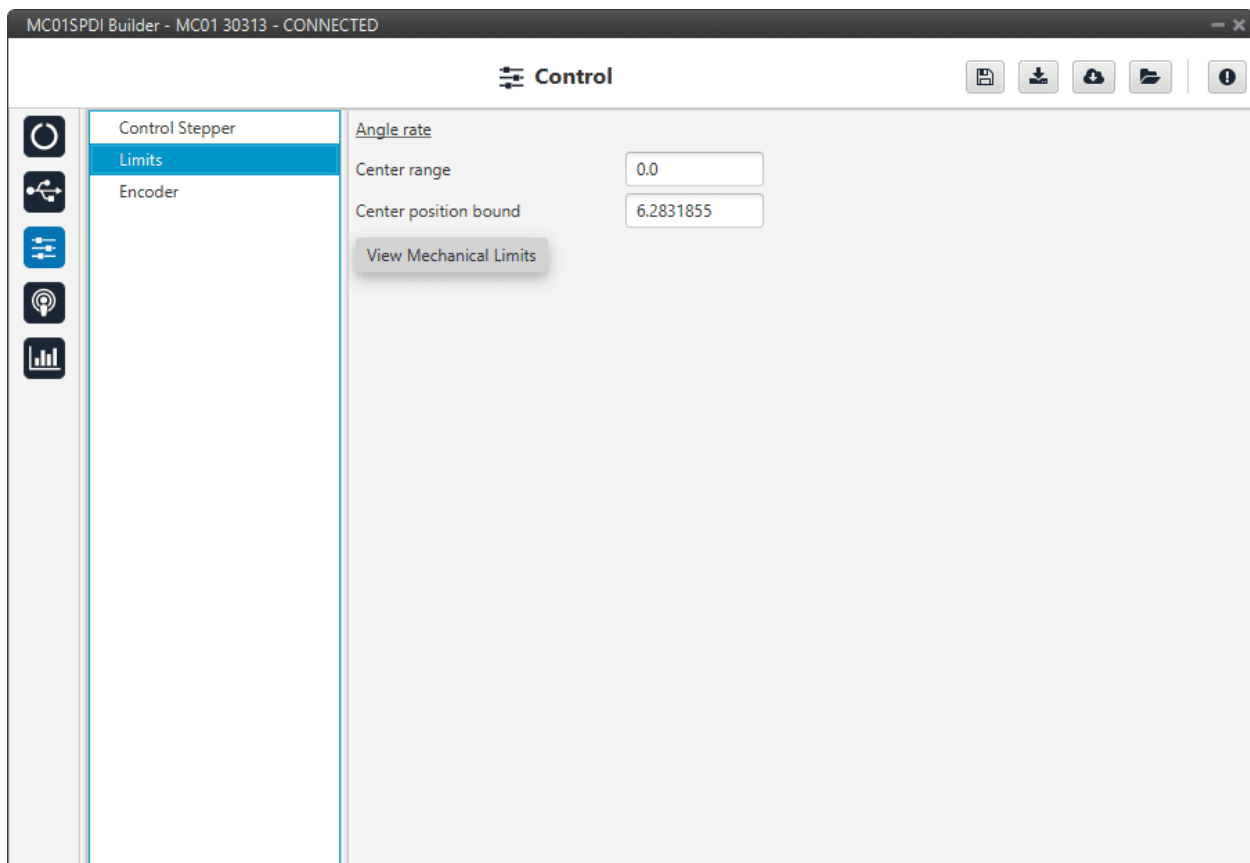 MC01SPDI Builder - MC01 30313 - CONNECTED
Control
Control Stepper
Limits
Encoder
Angle rate
Center range 0.0
Center position bound 6.2831855
View Mechanical Limits